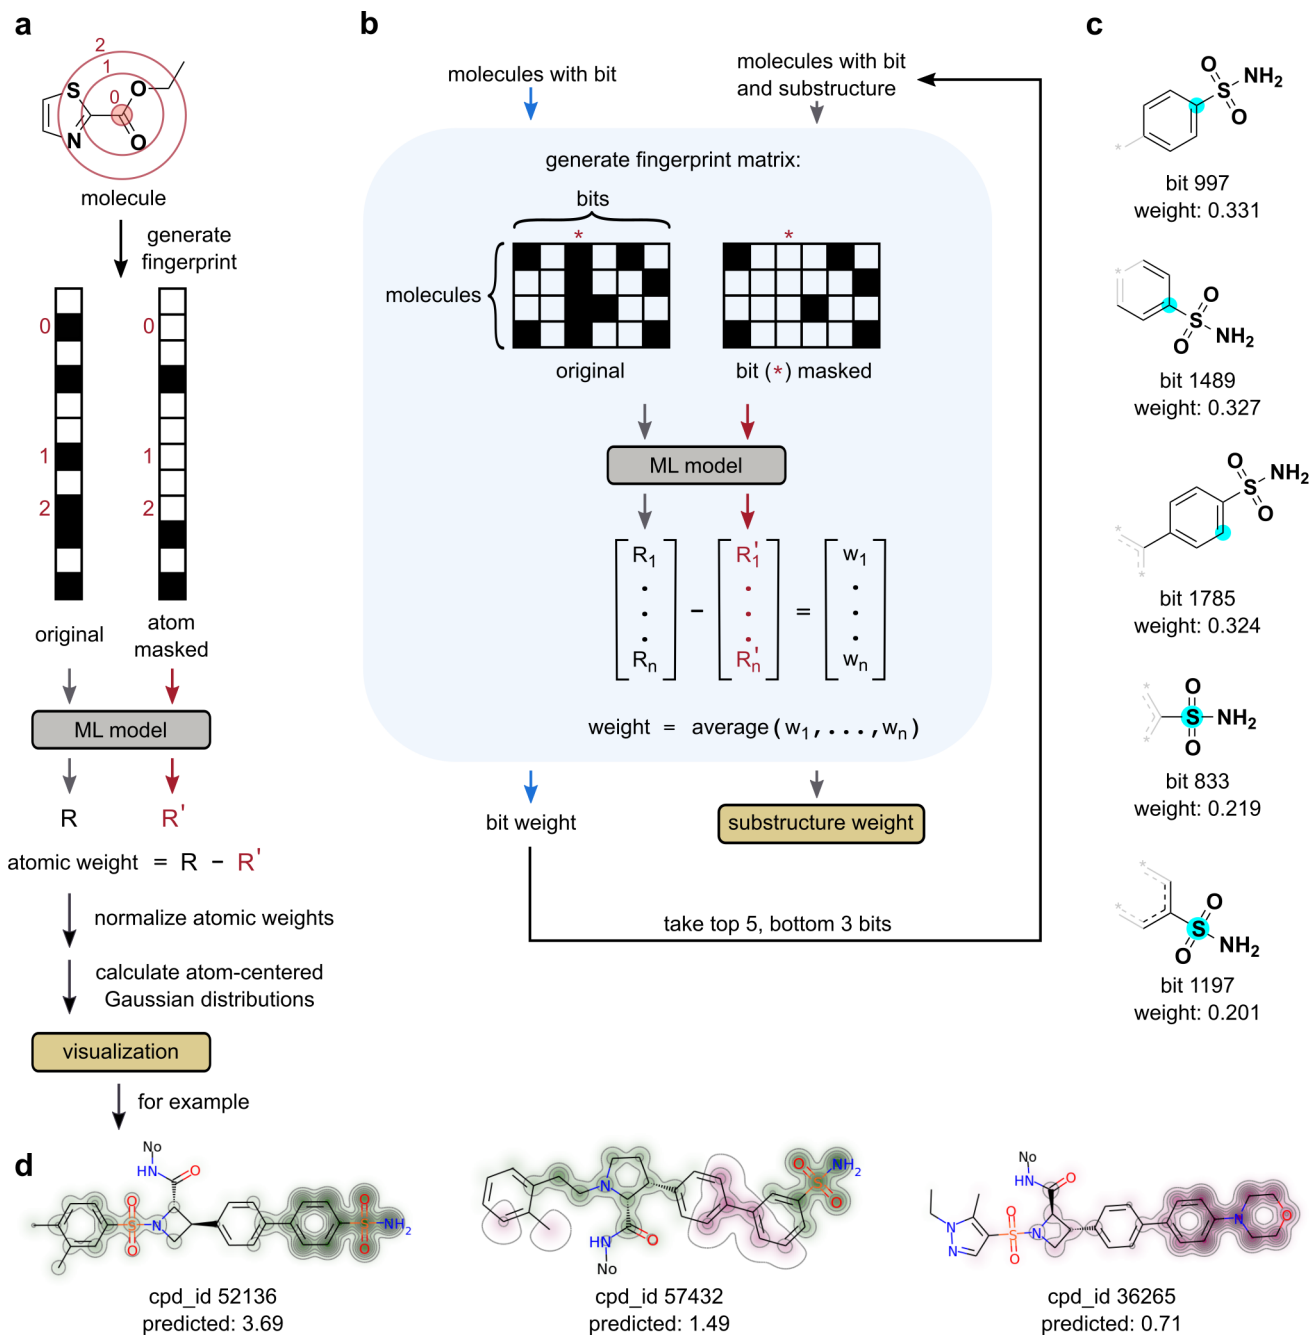 a
2
1
0
S
O
N
O
molecule
generate
fingerprint
0
0
1
1
2
2
original
atom
masked
ML model
R
R'
atomic weight = R − R'
normalize atomic weights
calculate atom-centered
Gaussian distributions
visualization
for example
b
molecules with bit
molecules with bit
and substructure
generate fingerprint matrix:
bits
* *
molecules
original
bit (*) masked
ML model
R1 R'1 w1
− =
Rn R'n wn
weight = average(w1,...,wn)
bit weight
substructure weight
take top 5, bottom 3 bits
c
O
S NH2
O
*
bit 997
weight: 0.331
*
O
S
O NH2
bit 1489
weight: 0.327
O
S NH2
O
*
*
bit 1785
weight: 0.324
O
*
S NH2
*
O
bit 833
weight: 0.219
*
*
O
S
O NH2
bit 1197
weight: 0.201
d
No
HN O
O
S N
O
O
S NH2
O
cpd_id 52136
predicted: 3.69
N
O
HN
No
O NH2
S
O
cpd_id 57432
predicted: 1.49
No
HN O
N
N
O
S N
O
N
O
cpd_id 36265
predicted: 0.71